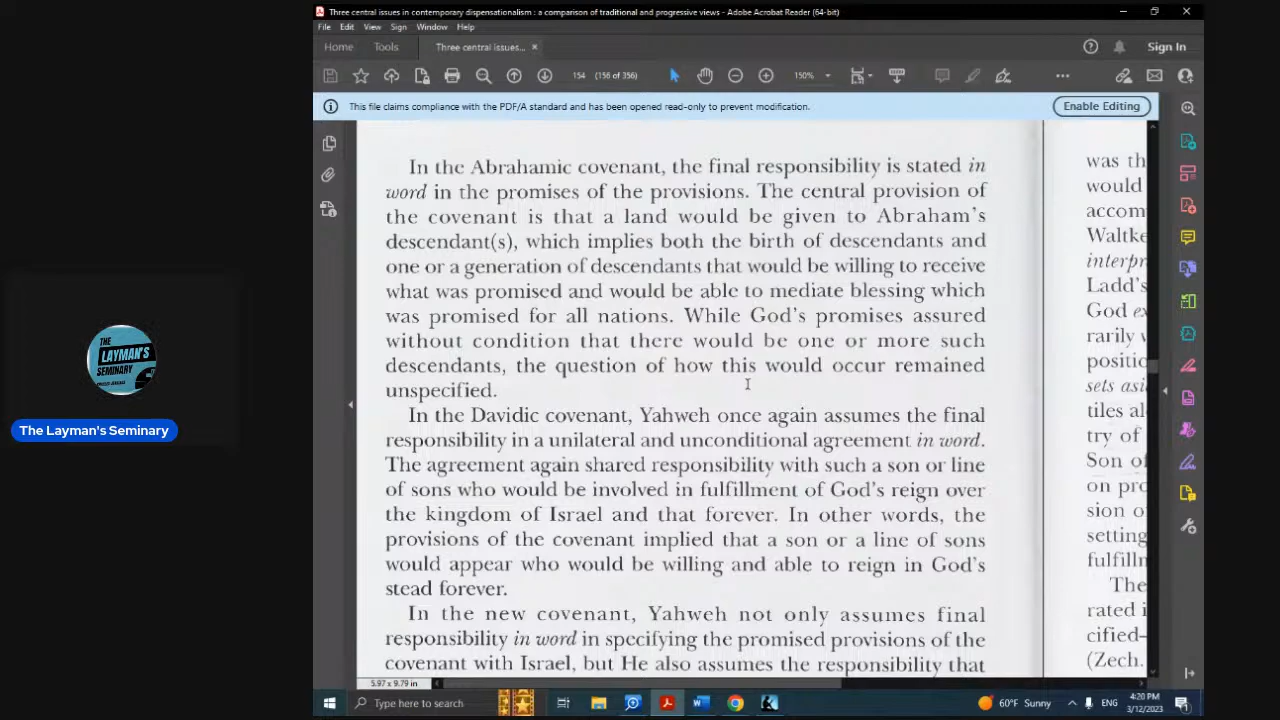 Three central issues in contemporary dispensationalism : a comparison of traditional and progressive views - Adobe Acrobat Reader (64-bit)
File Edit View Sign Window Help
Home Tools Three central issues... × Sign In
154 (156 of 356) 150%
This file claims compliance with the PDF/A standard and has been opened read-only to prevent modification. Enable Editing
In the Abrahamic covenant, the final responsibility is stated in
word in the promises of the provisions. The central provision of
the covenant is that a land would be given to Abraham's
descendant(s), which implies both the birth of descendants and
one or a generation of descendants that would be willing to receive
what was promised and would be able to mediate blessing which
was promised for all nations. While God's promises assured
without condition that there would be one or more such
descendants, the question of how this would occur remained
unspecified.
In the Davidic covenant, Yahweh once again assumes the final
responsibility in a unilateral and unconditional agreement in word.
The agreement again shared responsibility with such a son or line
of sons who would be involved in fulfillment of God's reign over
the kingdom of Israel and that forever. In other words, the
provisions of the covenant implied that a son or a line of sons
would appear who would be willing and able to reign in God's
stead forever.
In the new covenant, Yahweh not only assumes final
responsibility in word in specifying the promised provisions of the
covenant with Israel, but He also assumes the responsibility that
was th
would
accom
Waltke
interpr
Ladd's
God ex
rarily
positio
sets asi
tiles al
try of
Son of
on pro
sion o
setting
fulfilln
The
rated i
cified–
(Zech.
THE
LAYMAN'S
SEMINARY
The Layman's Seminary
5.97 x 9.79 in
Type here to search
60°F Sunny
ENG
4:20 PM
3/12/2023